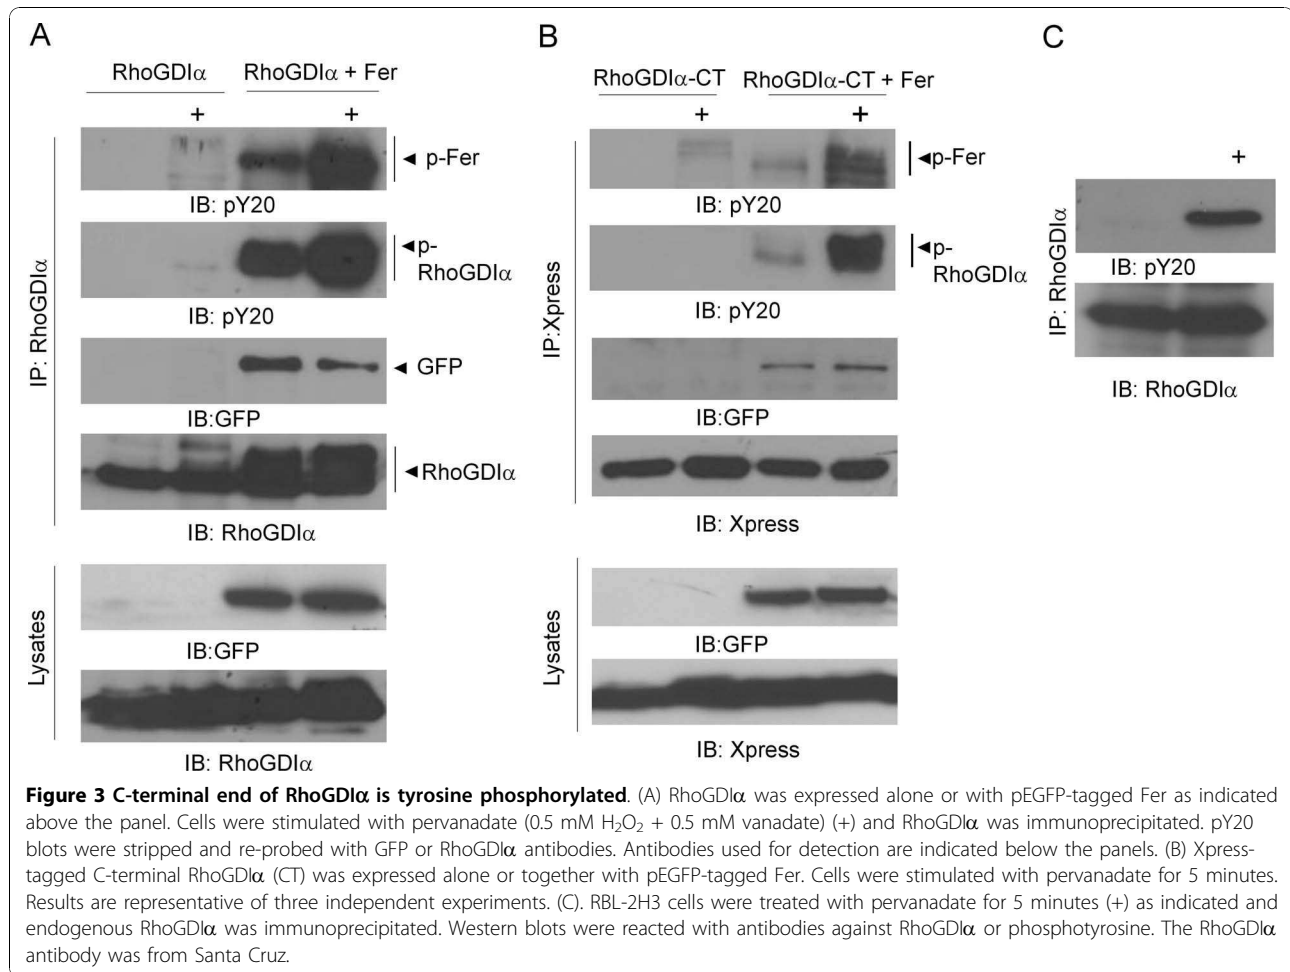 A
RhoGDIα
RhoGDIα + Fer
+
+
IP: RhoGDIα
◄ p-Fer
IB: pY20
◄p-
RhoGDIα
IB: pY20
◄ GFP
IB:GFP
◄RhoGDIα
IB: RhoGDIα
Lysates
IB:GFP
IB: RhoGDIα
B
RhoGDIα-CT
RhoGDIα-CT + Fer
+
+
IP:Xpress
◄p-Fer
IB: pY20
◄p-
RhoGDIα
IB: pY20
IB:GFP
IB: Xpress
Lysates
IB:GFP
IB: Xpress
C
+
IP: RhoGDIα
IB: pY20
IB: RhoGDIα
Figure 3 C-terminal end of RhoGDIα is tyrosine phosphorylated. (A) RhoGDIα was expressed alone or with pEGFP-tagged Fer as indicated
above the panel. Cells were stimulated with pervanadate (0.5 mM H₂O₂ + 0.5 mM vanadate) (+) and RhoGDIα was immunoprecipitated. pY20
blots were stripped and re-probed with GFP or RhoGDIα antibodies. Antibodies used for detection are indicated below the panels. (B) Xpress-
tagged C-terminal RhoGDIα (CT) was expressed alone or together with pEGFP-tagged Fer. Cells were stimulated with pervanadate for 5 minutes.
Results are representative of three independent experiments. (C). RBL-2H3 cells were treated with pervanadate for 5 minutes (+) as indicated and
endogenous RhoGDIα was immunoprecipitated. Western blots were reacted with antibodies against RhoGDIα or phosphotyrosine. The RhoGDIα
antibody was from Santa Cruz.